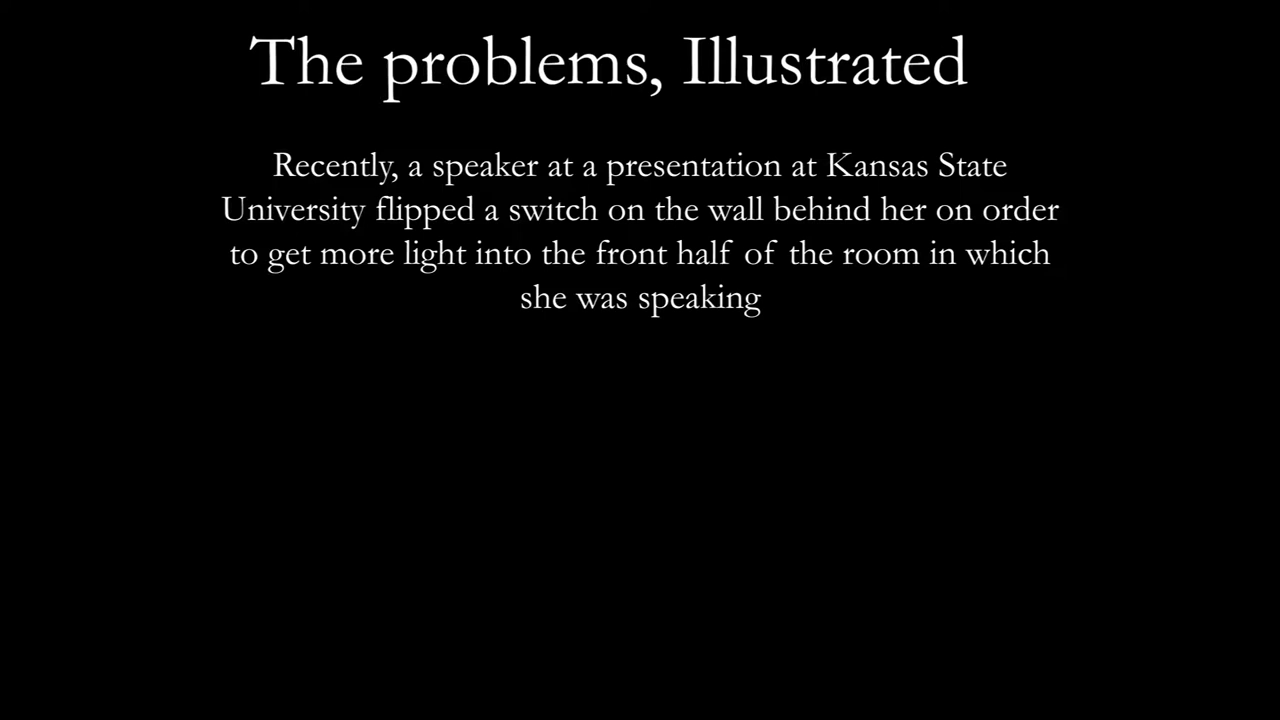 The problems, Illustrated
Recently, a speaker at a presentation at Kansas State
University flipped a switch on the wall behind her on order
to get more light into the front half of the room in which
she was speaking